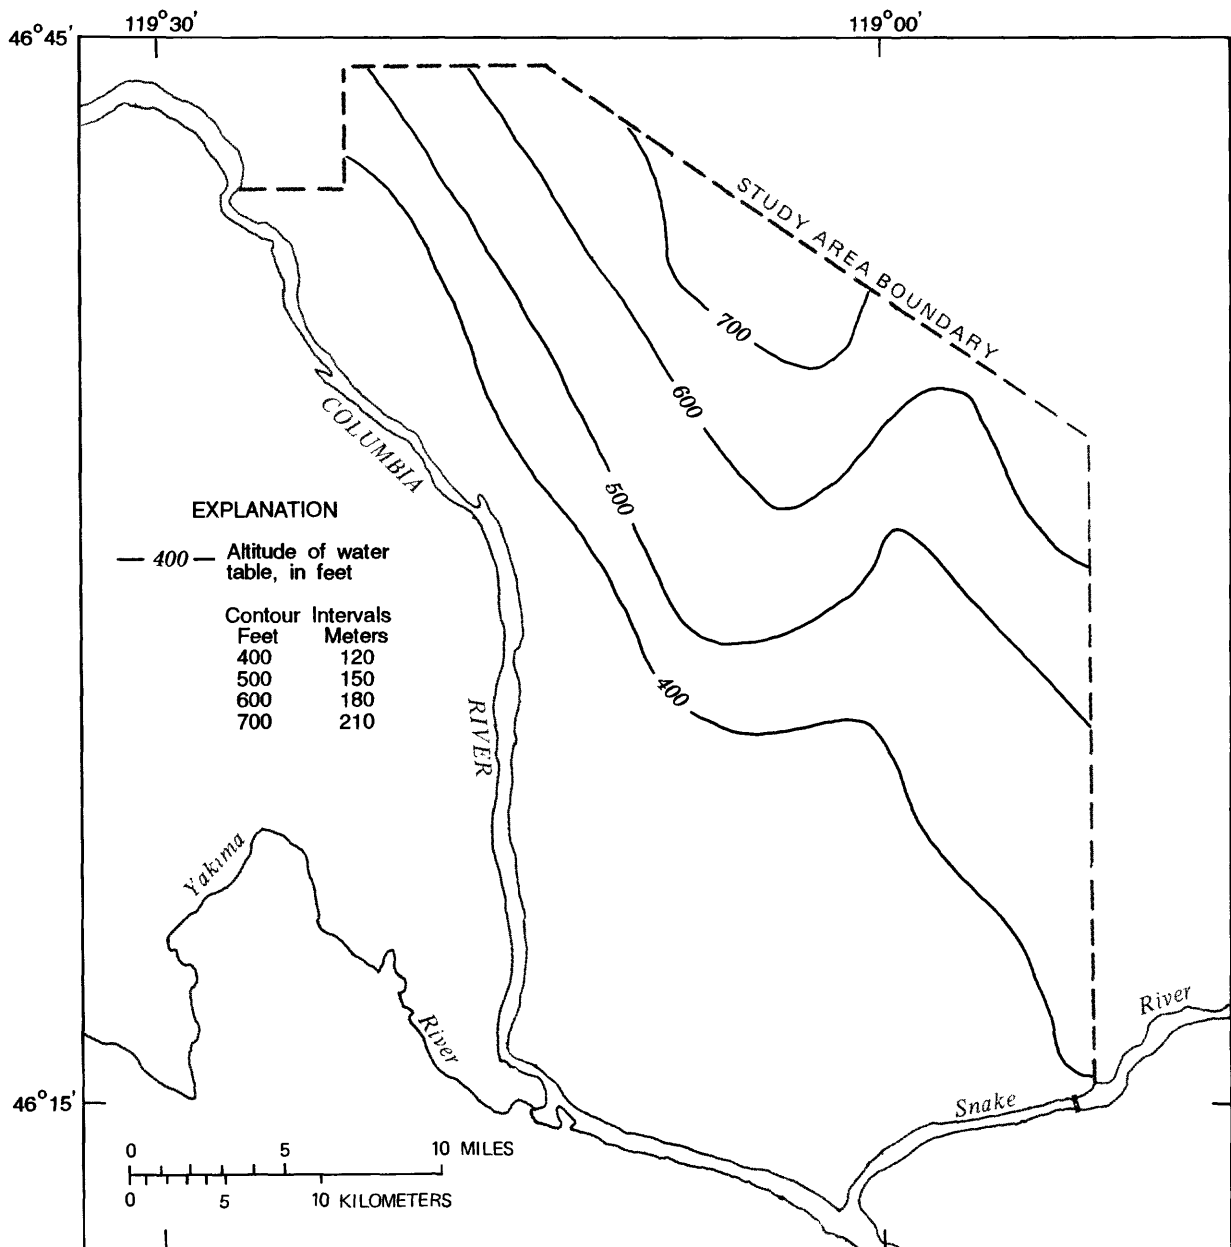 119°30'
119°00'
46°45'
STUDY AREA BOUNDARY
700
600
COLUMBIA
500
EXPLANATION
— 400 — Altitude of water
table, in feet
Contour Intervals
Feet Meters
400 120
500 150
600 180
700 210
400
RIVER
Yakima
River
River
Snake
46°15'
0 5 10 MILES
0 5 10 KILOMETERS